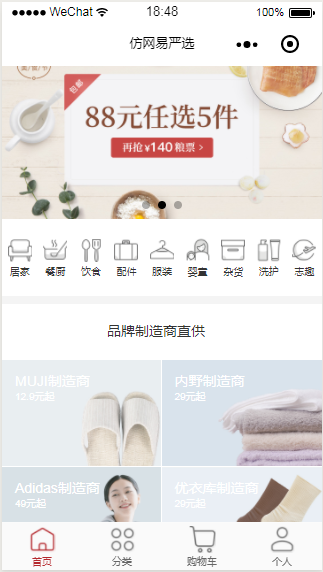 WeChat 18:48 100%
仿网易严选
包邮
88元任选5件
再抢 ¥140 粮票 >
居家 餐厨 饮食 配件 服装 婴童 杂货 洗护 志趣
品牌制造商直供
MUJI制造商
12.9元起
内野制造商
29元起
Adidas制造商
49元起
优衣库制造商
29元起
首页 分类 购物车 个人